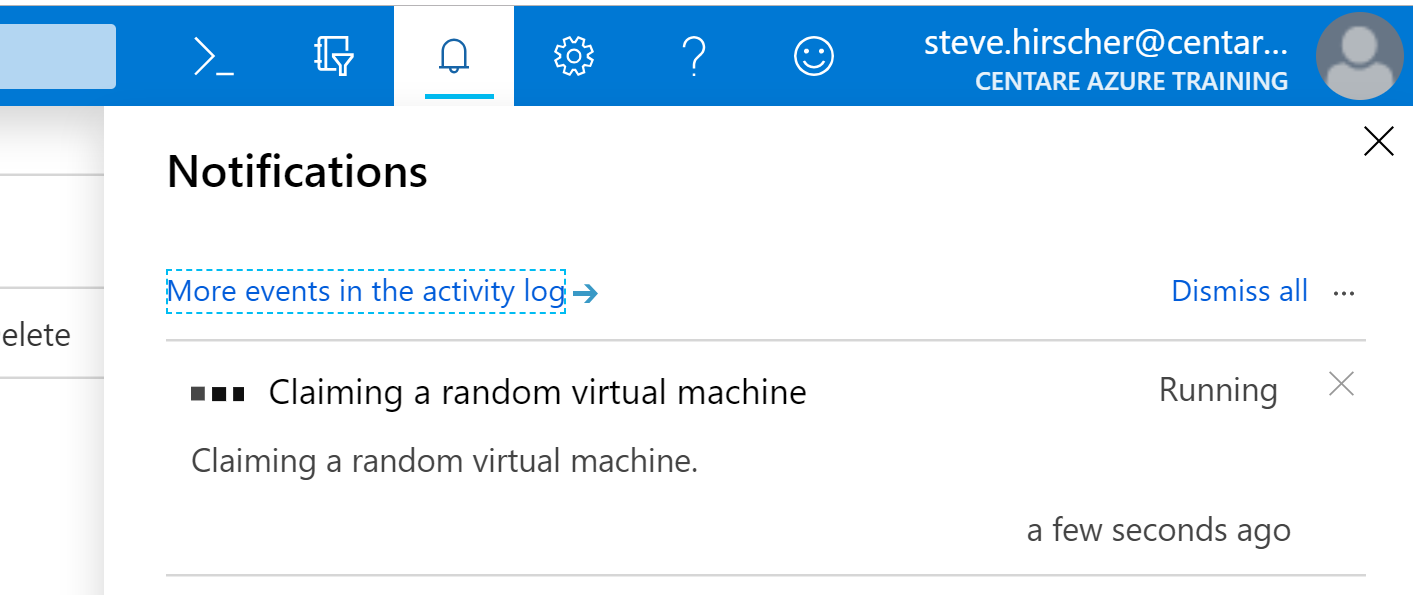 steve.hirscher@centar...
CENTARE AZURE TRAINING
Notifications
More events in the activity log
Dismiss all ...
elete
Claiming a random virtual machine Running
Claiming a random virtual machine.
a few seconds ago